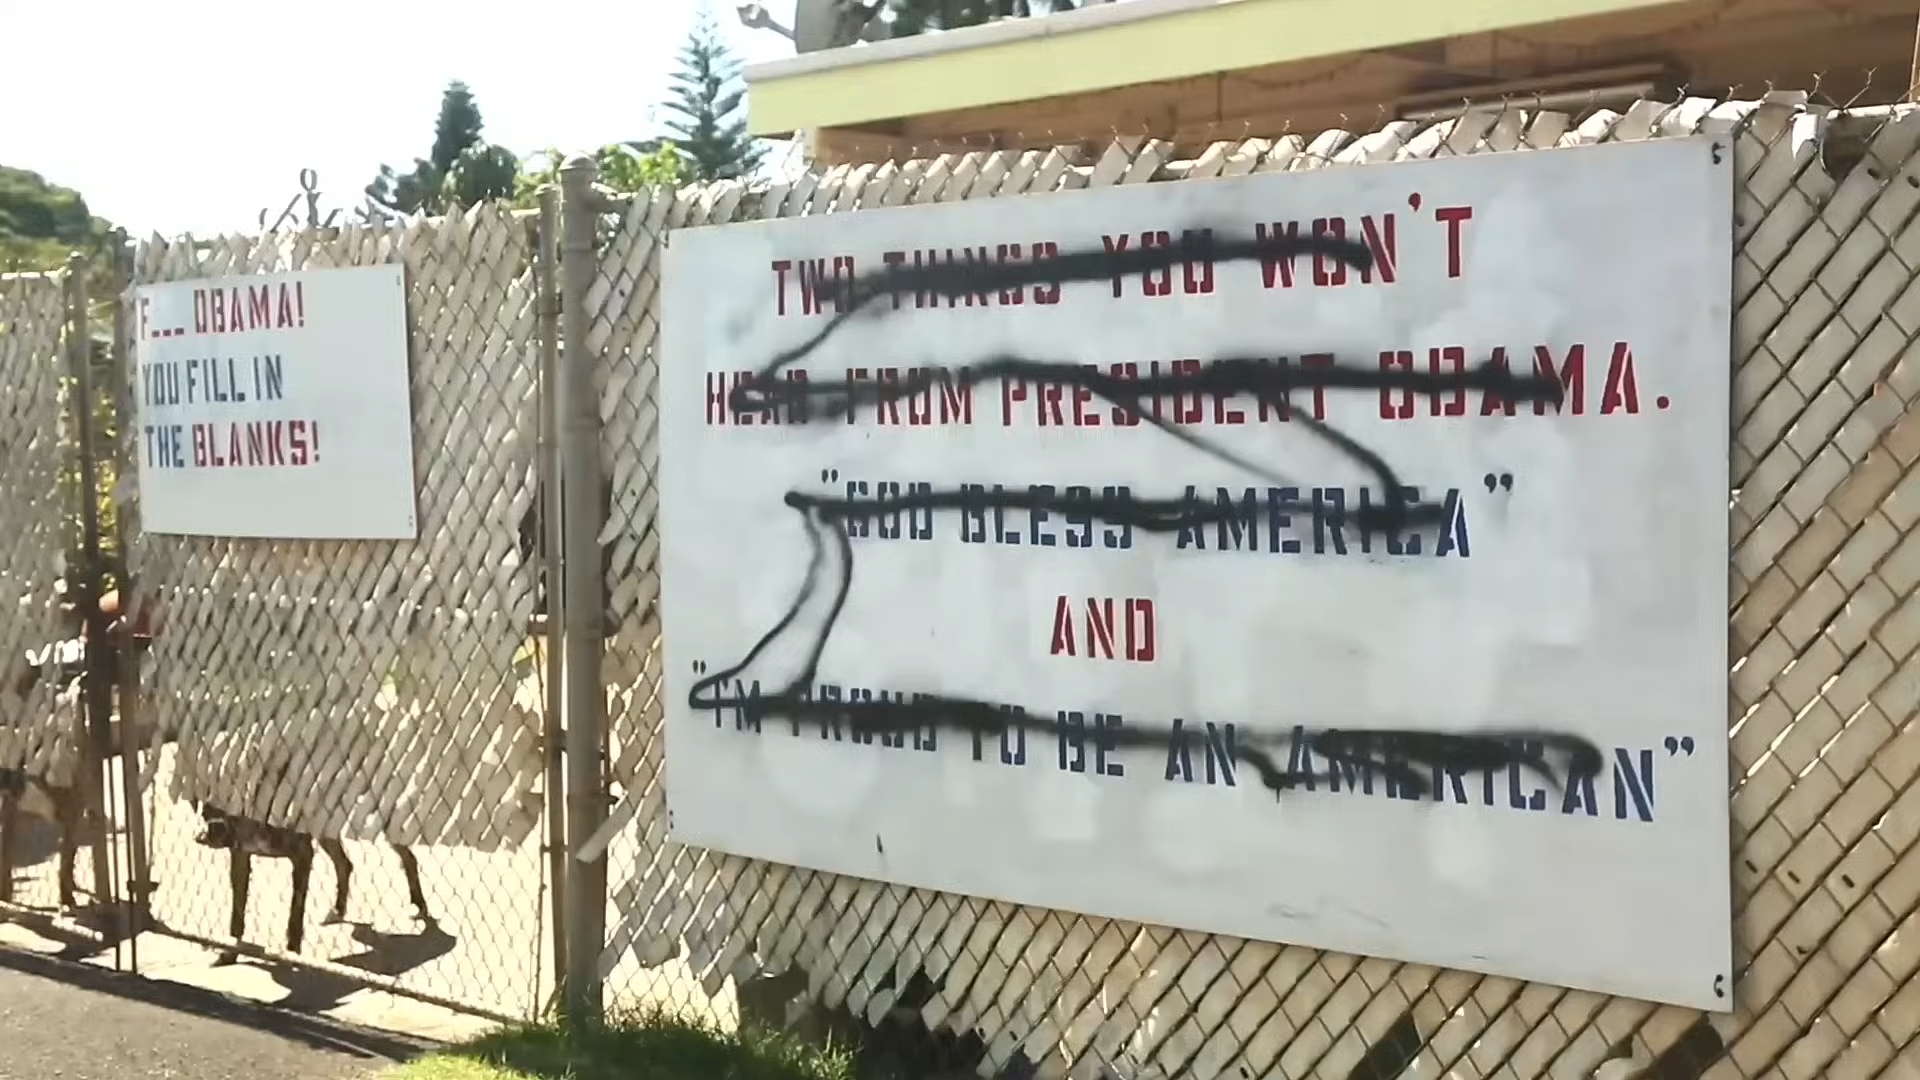 F___ OBAMA!
YOU FILL IN
THE BLANKS!
TWO THINGS YOU WON'T
HEAR FROM PRESIDENT OBAMA.
"GOD BLESS AMERICA"
AND
"I'M PROUD TO BE AN AMERICAN"